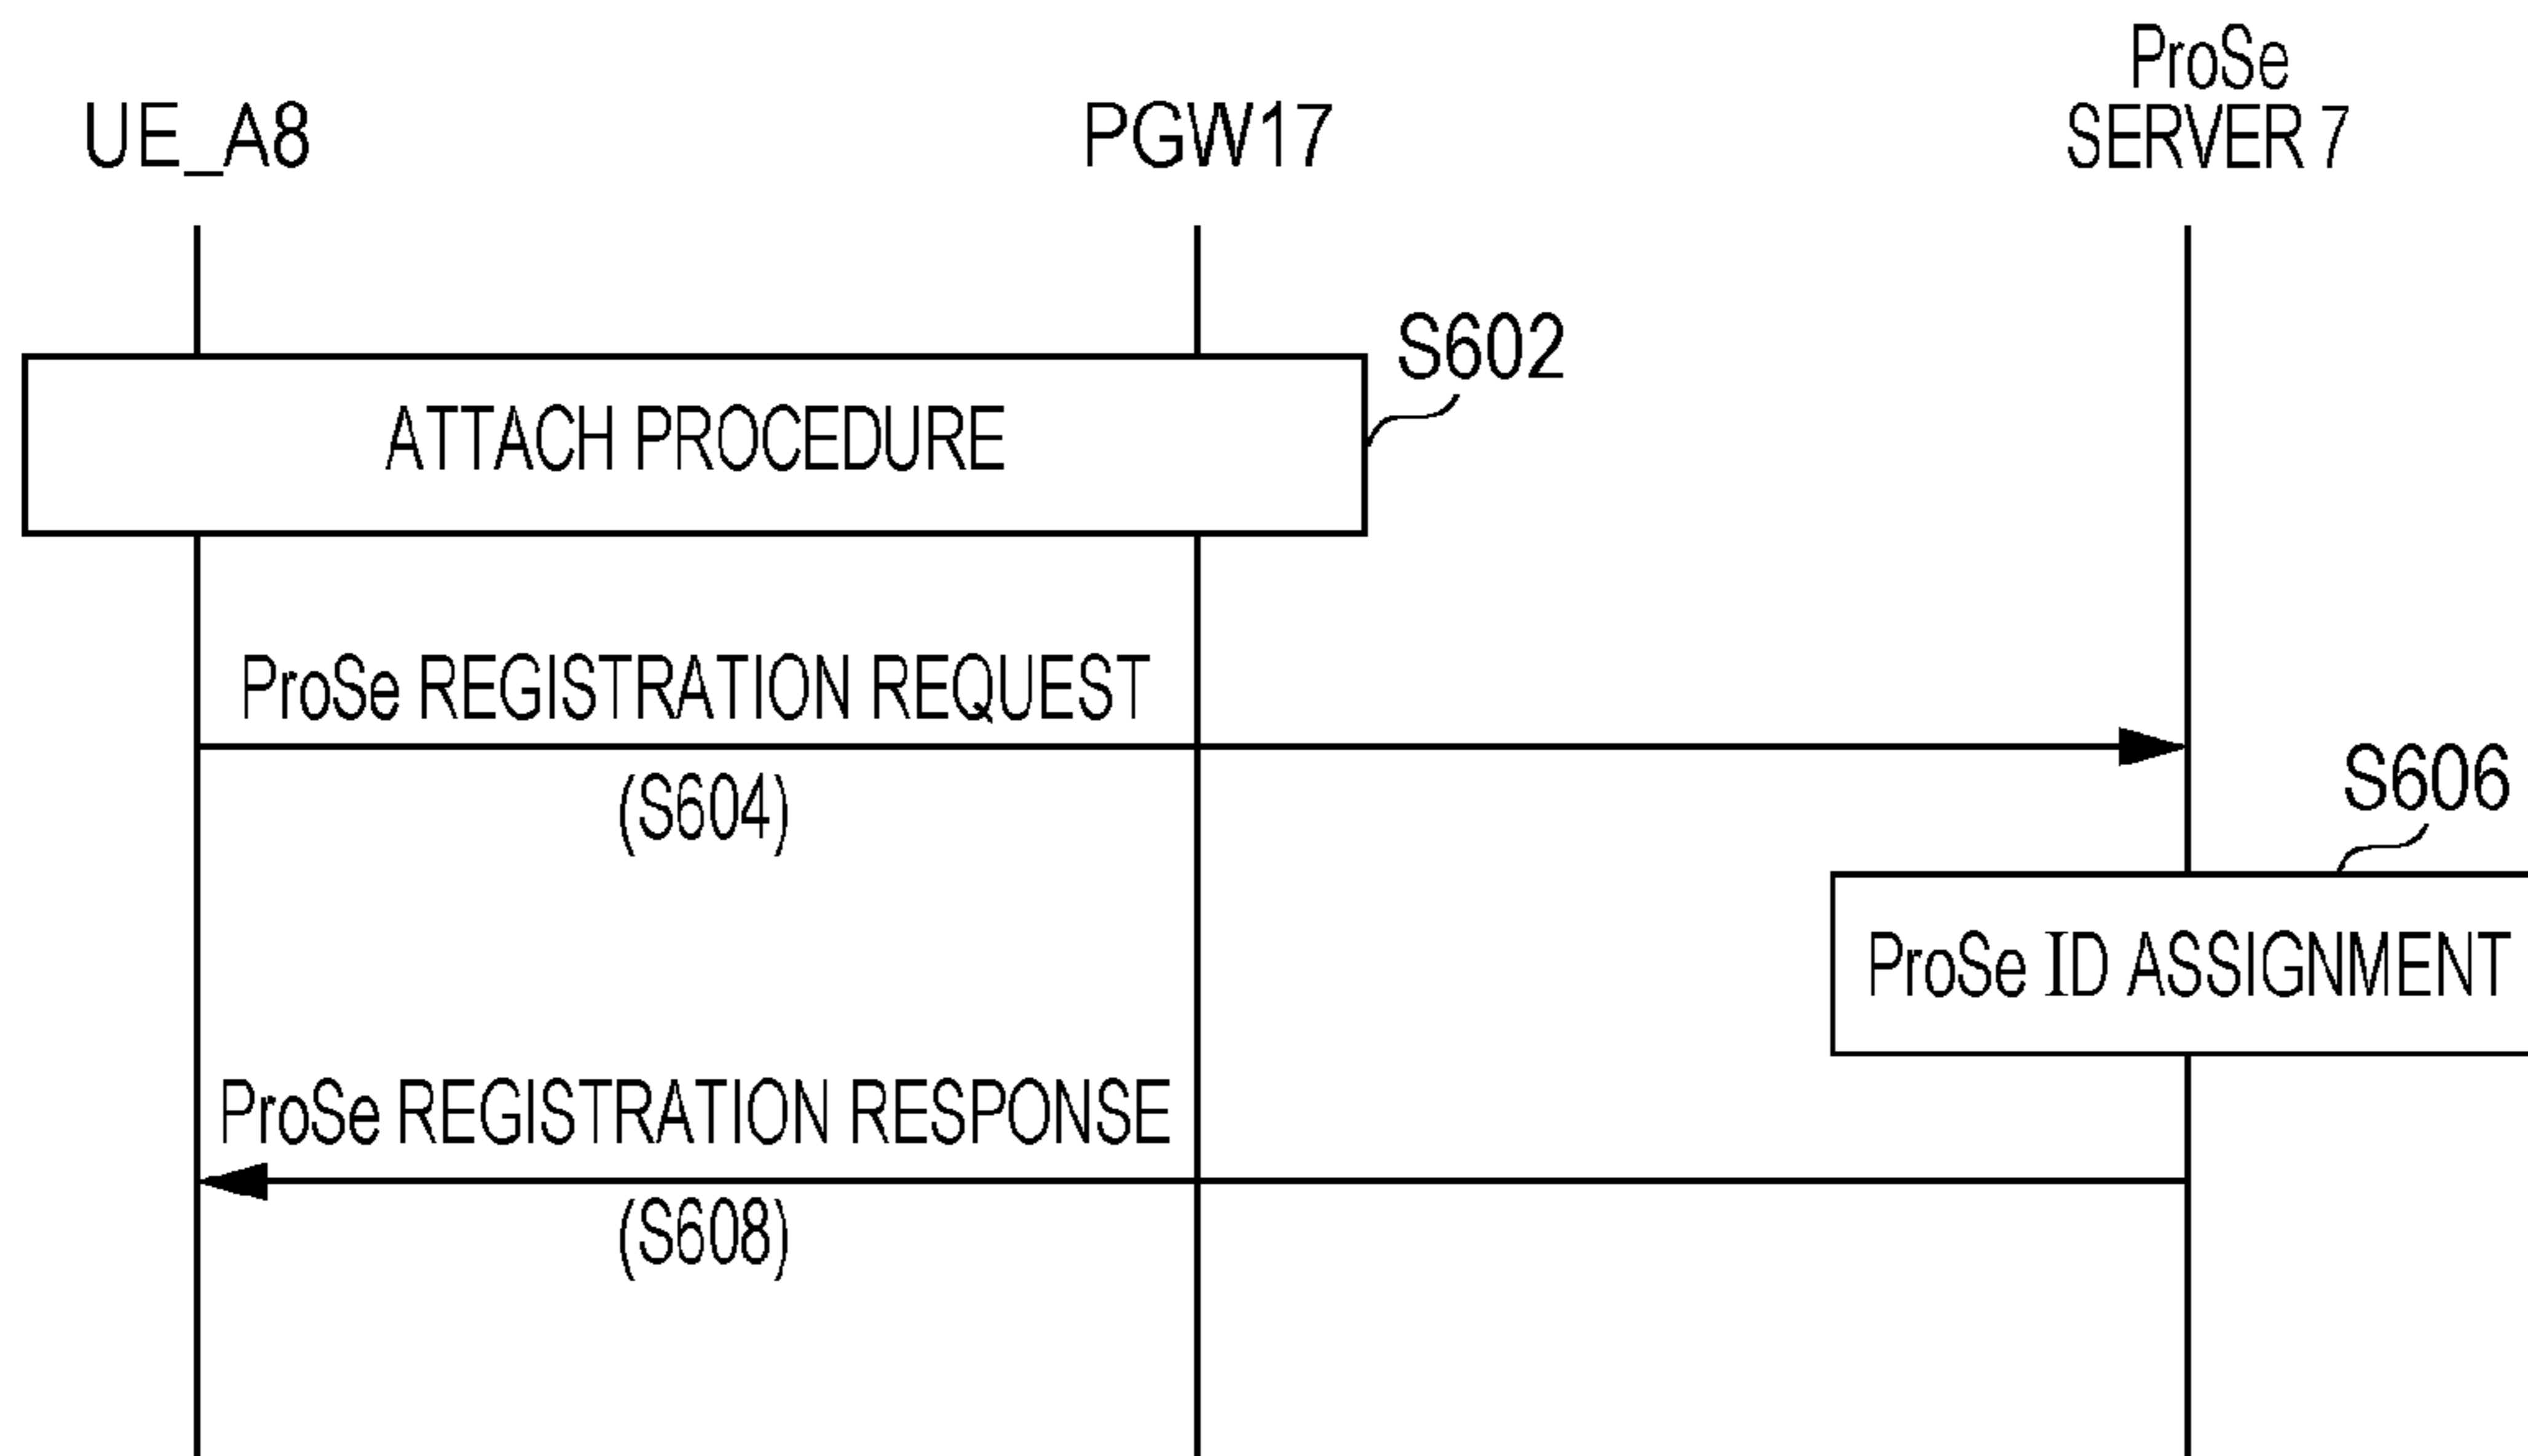 UE_A8
PGW17
ProSe
SERVER 7
S602
ATTACH PROCEDURE
ProSe REGISTRATION REQUEST
(S604)
S606
ProSe ID ASSIGNMENT
ProSe REGISTRATION RESPONSE
(S608)